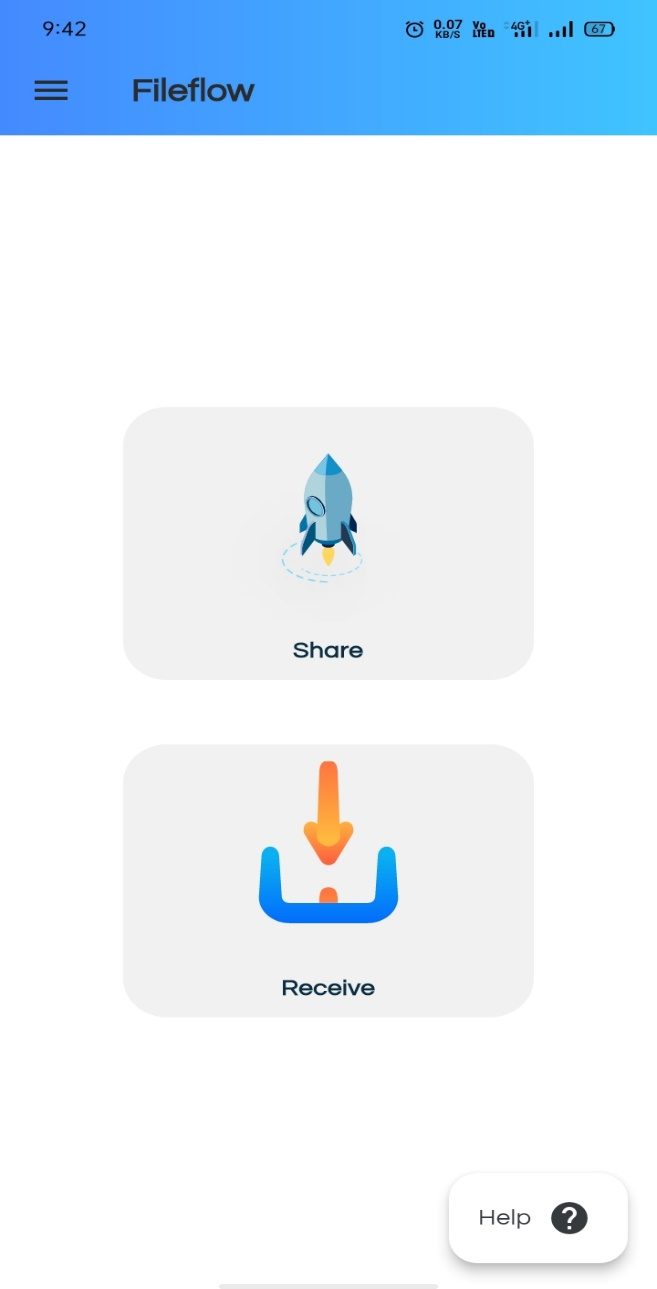 9:42
0.07
KB/S
Vo
LTE
4G+
67
Fileflow
Share
Receive
Help
?